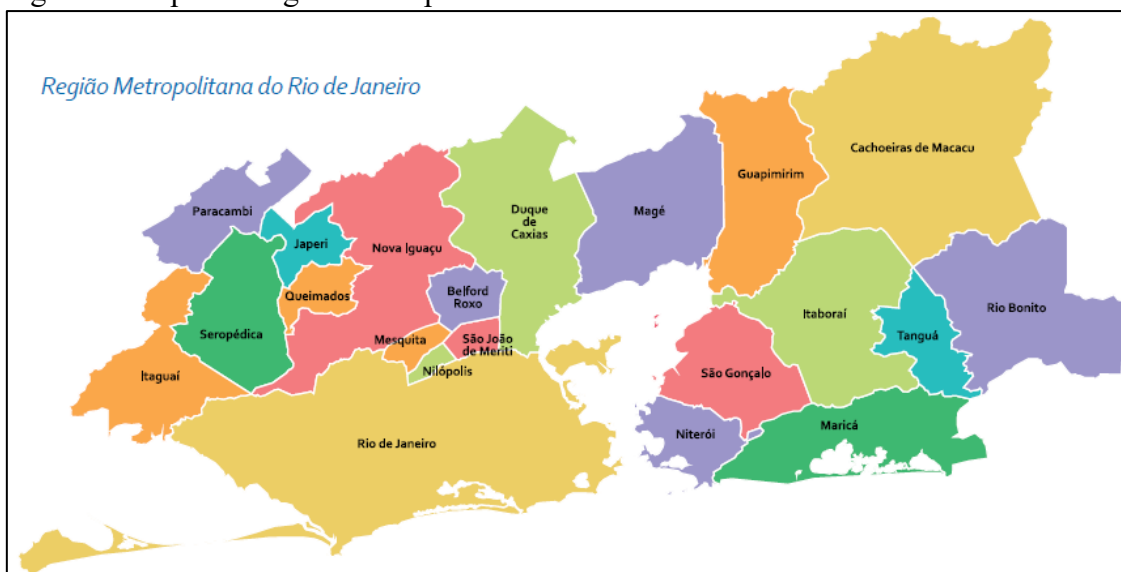 Região Metropolitana do Rio de Janeiro
Cachoeiras de Macacu
Guapimirim
Paracambi
Duque
de
Caxias
Magé
Japeri
Nova Iguaçu
Queimados
Belford
Roxo
Rio Bonito
Itaboraí
Seropédica
Mesquita
São João
de Meriti
Tanguá
Nilópolis
Itaguaí
São Gonçalo
Maricá
Niterói
Rio de Janeiro